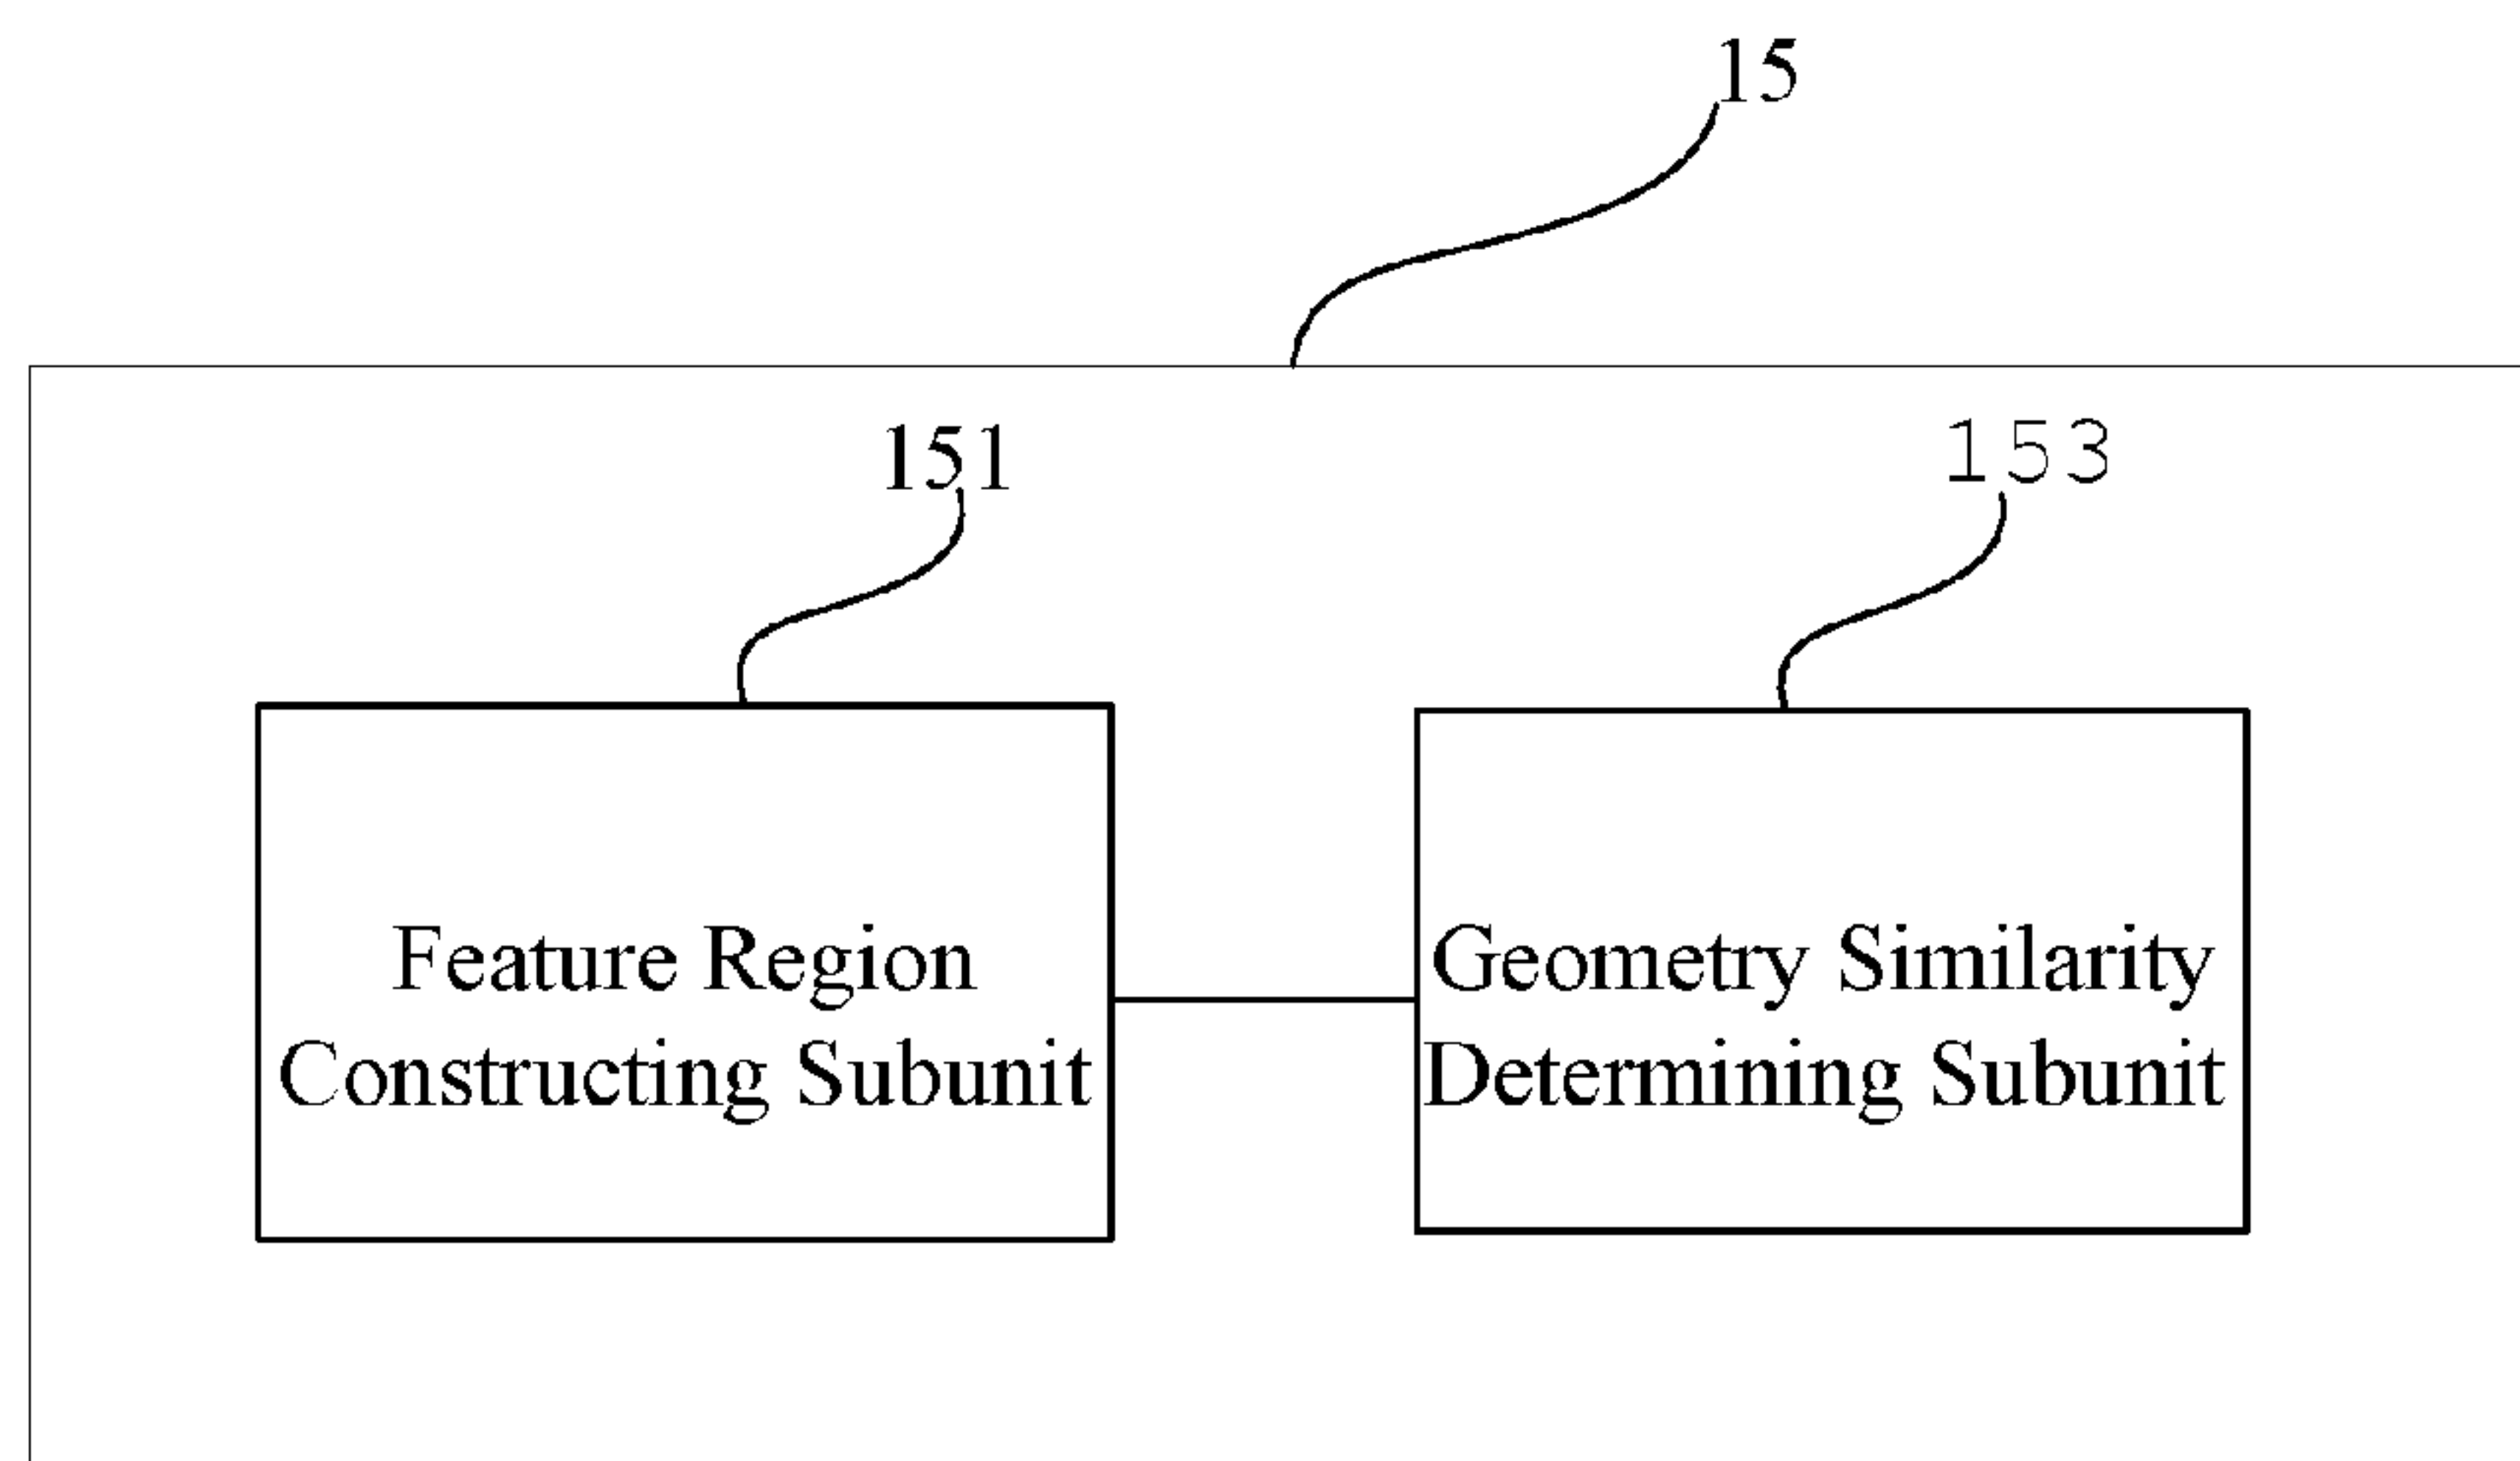 15
151
153
Feature Region
Constructing Subunit
Geometry Similarity
Determining Subunit